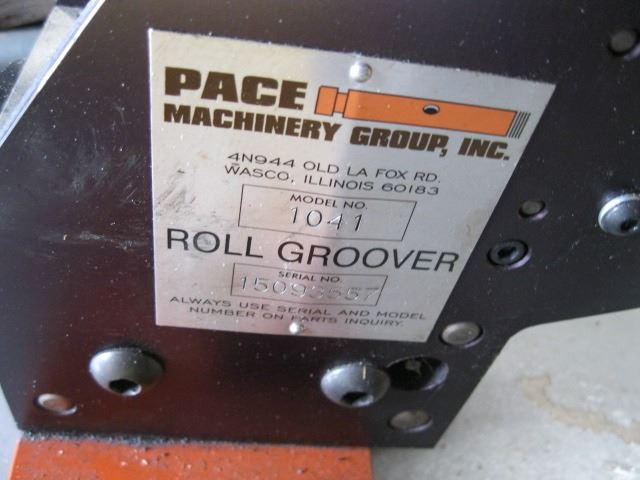 PACE
MACHINERY GROUP, INC.
4N944 OLD LA FOX RD.
WASCO, ILLINOIS 60183
MODEL NO.
1041
ROLL GROOVER
SERIAL NO.
ALWAYS USE SERIAL AND MODEL
NUMBER ON PARTS INQUIRY.